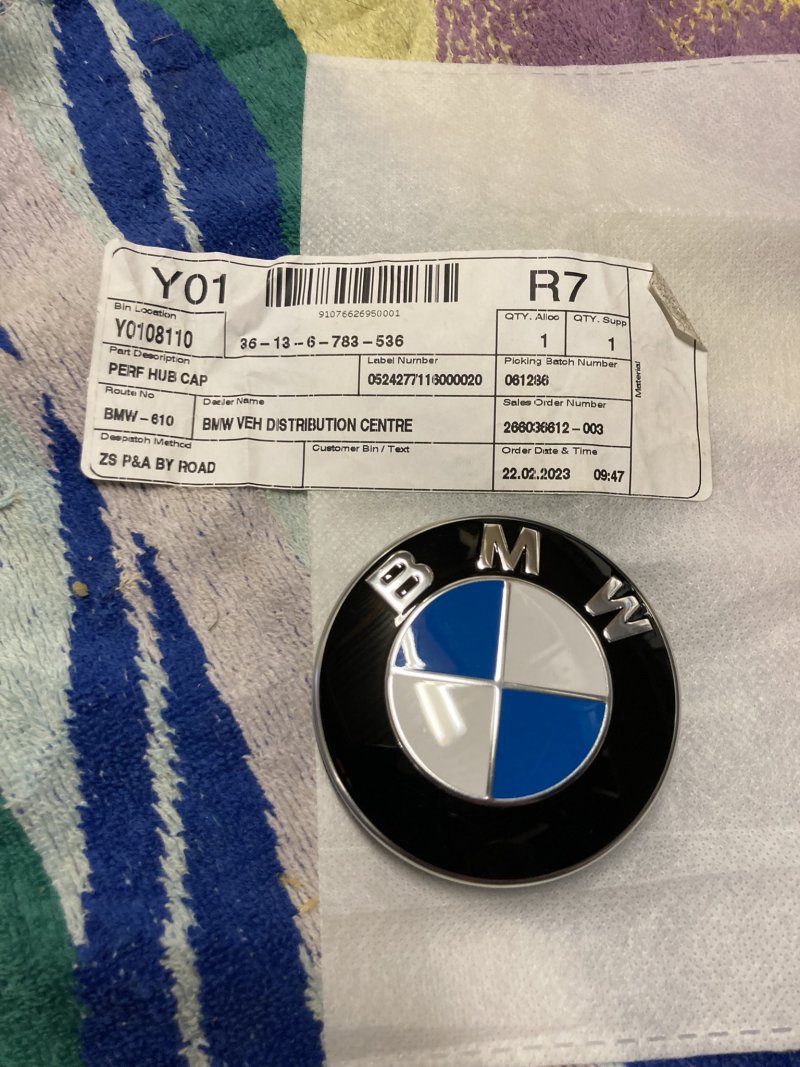 Y01
R7
91076626950001
Bin Location
Y0108110
36-13-6-783-536
QTY. Alloc
1
QTY. Supp
1
Part Description
PERF HUB CAP
Label Number
0524277116000020
Picking Batch Number
061286
Material
Route No
BMW-610
Dealer Name
BMW VEH DISTRIBUTION CENTRE
Sales Order Number
266036612-003
Despatch Method
ZS P&A BY ROAD
Customer Bin / Text
Order Date & Time
22.02.2023 09:47
BMW